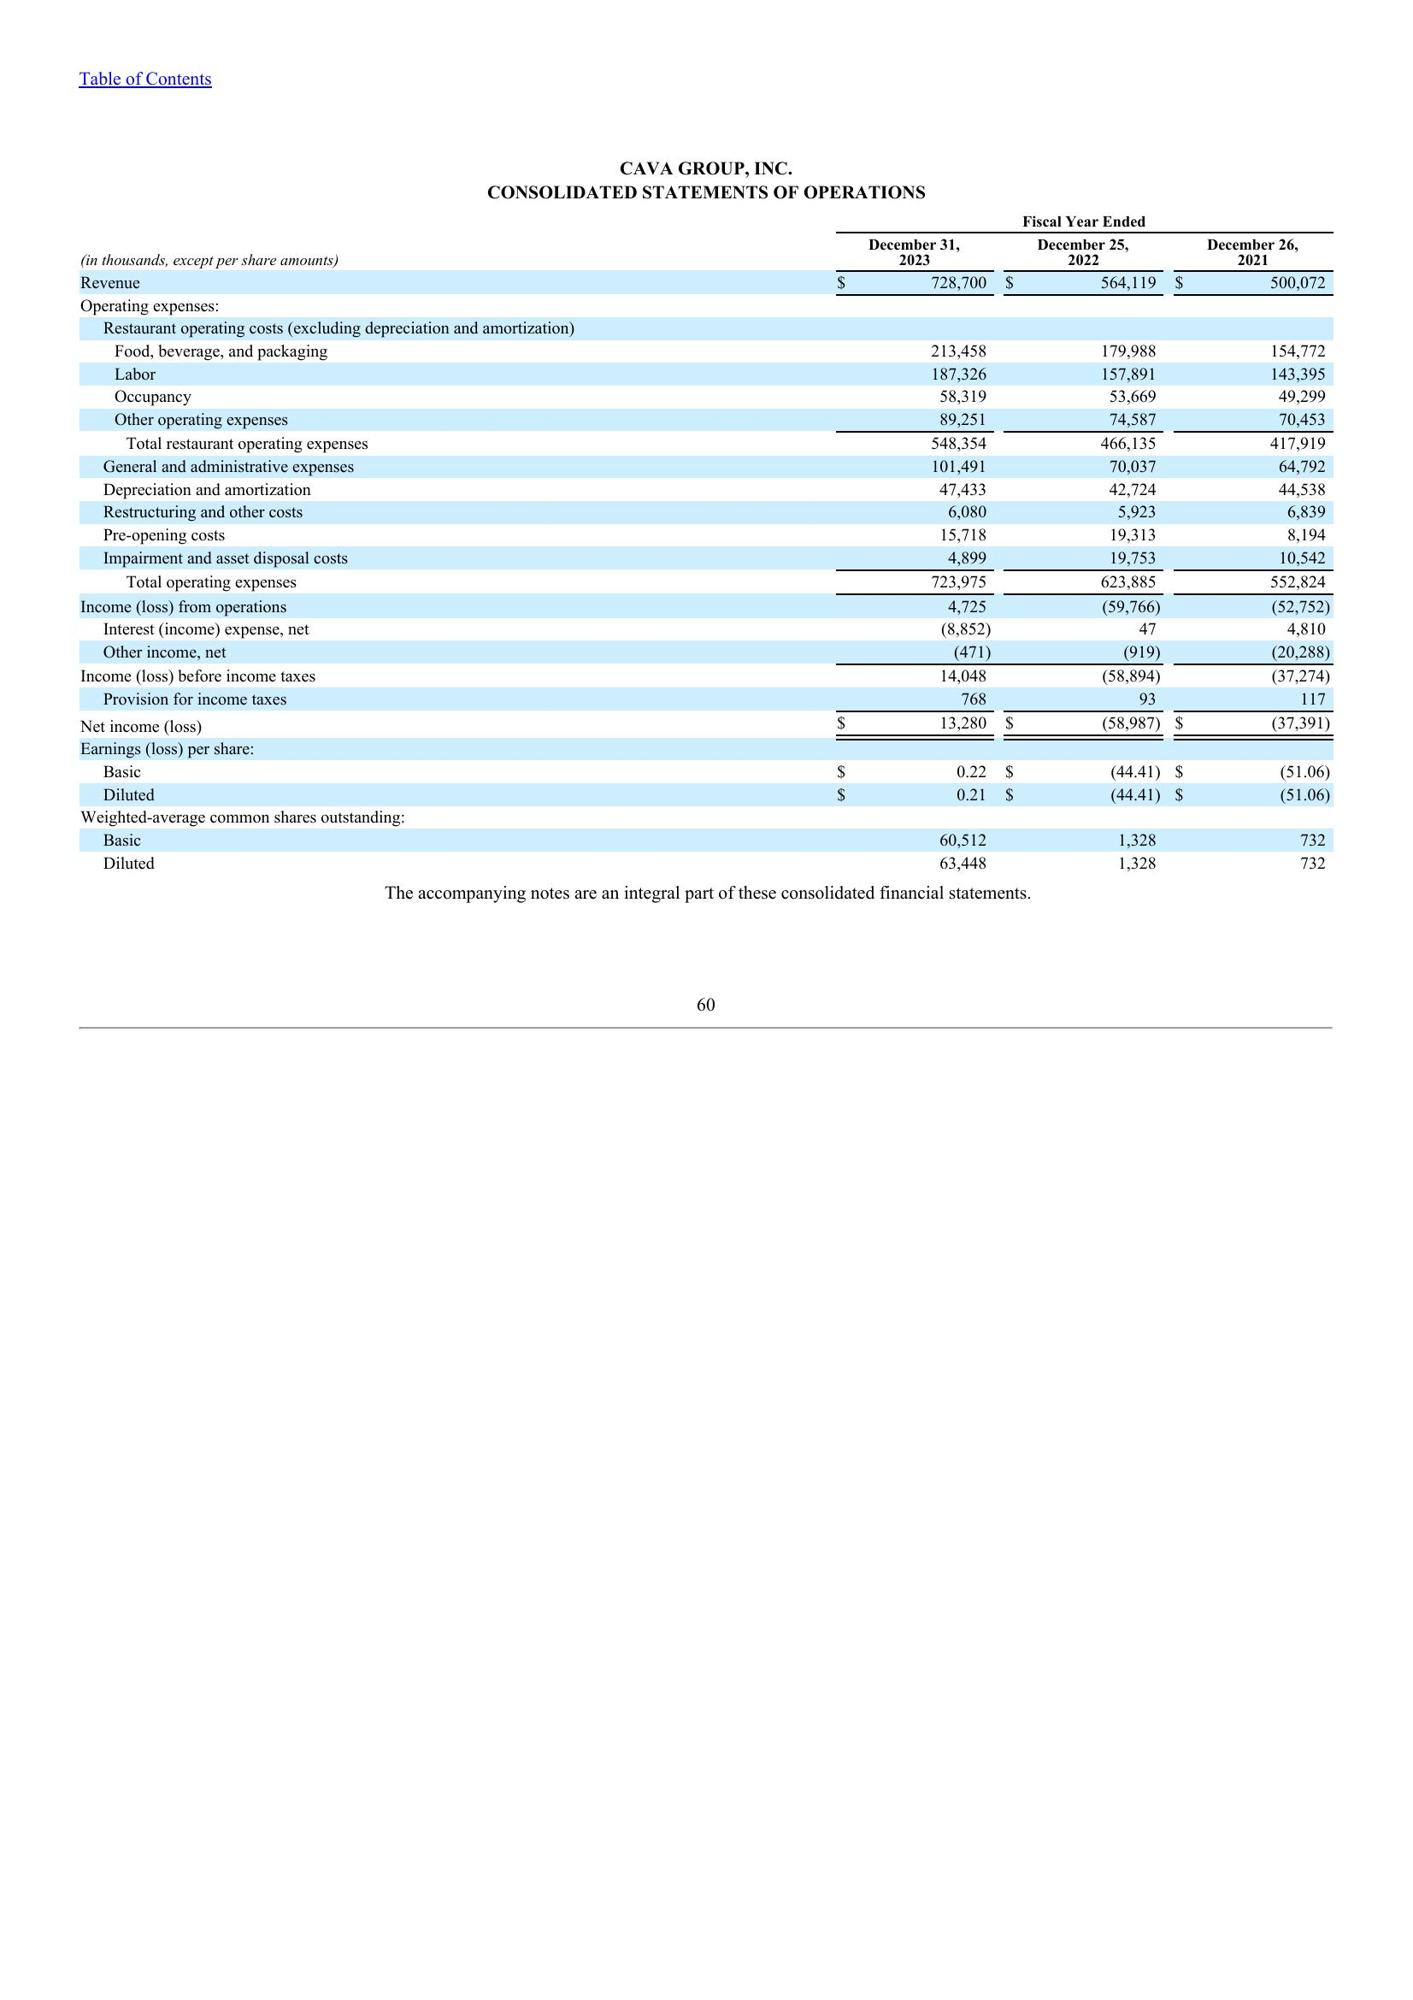 Table of Contents
CAVA GROUP, INC.
CONSOLIDATED STATEMENTS OF OPERATIONS
Fiscal Year Ended
(in thousands, except per share amounts) December 31, 2023 December 25, 2022 December 26, 2021
Revenue $ 728,700 $ 564,119 $ 500,072
Operating expenses:
Restaurant operating costs (excluding depreciation and amortization)
Food, beverage, and packaging 213,458 179,988 154,772
Labor 187,326 157,891 143,395
Occupancy 58,319 53,669 49,299
Other operating expenses 89,251 74,587 70,453
Total restaurant operating expenses 548,354 466,135 417,919
General and administrative expenses 101,491 70,037 64,792
Depreciation and amortization 47,433 42,724 44,538
Restructuring and other costs 6,080 5,923 6,839
Pre-opening costs 15,718 19,313 8,194
Impairment and asset disposal costs 4,899 19,753 10,542
Total operating expenses 723,975 623,885 552,824
Income (loss) from operations 4,725 (59,766) (52,752)
Interest (income) expense, net (8,852) 47 4,810
Other income, net (471) (919) (20,288)
Income (loss) before income taxes 14,048 (58,894) (37,274)
Provision for income taxes 768 93 117
Net income (loss) $ 13,280 $ (58,987) $ (37,391)
Earnings (loss) per share:
Basic $ 0.22 $ (44.41) $ (51.06)
Diluted $ 0.21 $ (44.41) $ (51.06)
Weighted-average common shares outstanding:
Basic 60,512 1,328 732
Diluted 63,448 1,328 732
The accompanying notes are an integral part of these consolidated financial statements.
60